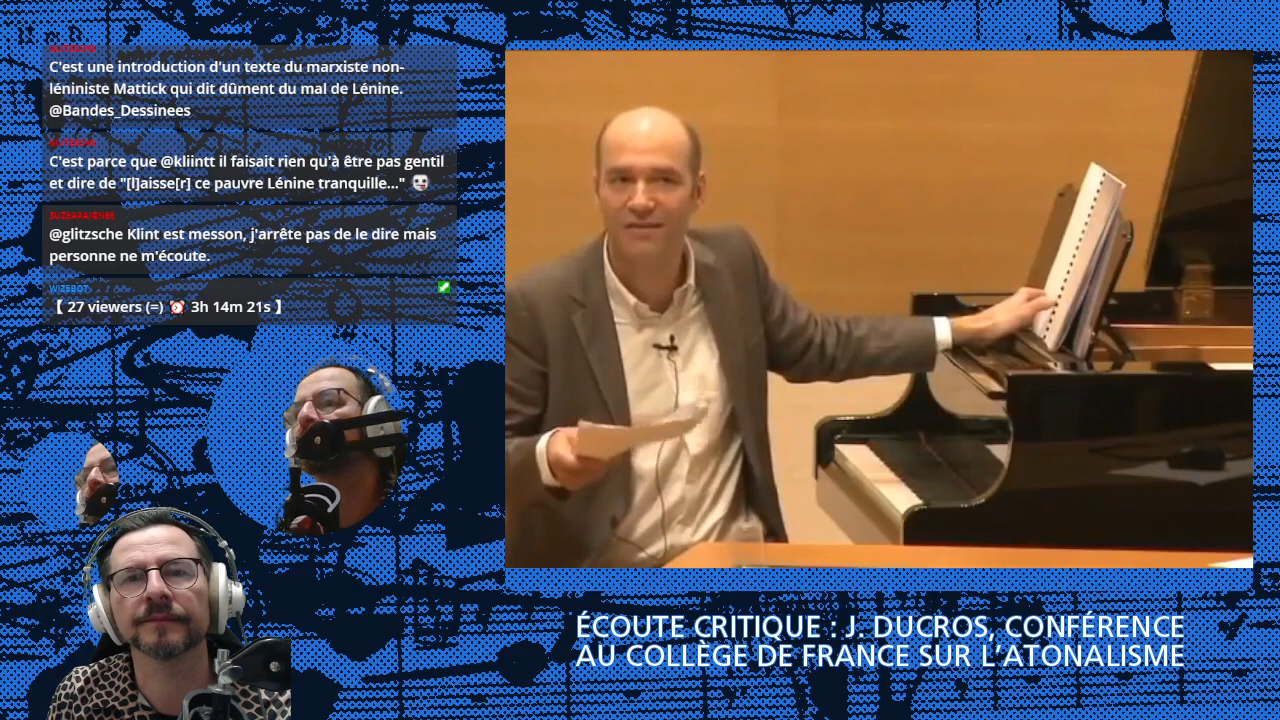 GLITZSCHE
C'est une introduction d'un texte du marxiste non-
léniniste Mattick qui dit dûment du mal de Lénine.
@Bandes_Dessinees
GLITZSCHE
C'est parce que @kliintt il faisait rien qu'à être pas gentil
et dire de "[l]aisse[r] ce pauvre Lénine tranquille..."
SUZEARAIGNEE
@glitzsche Klint est messon, j'arrête pas de le dire mais
personne ne m'écoute.
WIZEBOT
【 27 viewers (=) ⏰ 3h 14m 21s 】
ÉCOUTE CRITIQUE : J. DUCROS, CONFÉRENCE
AU COLLÈGE DE FRANCE SUR L'ATONALISME